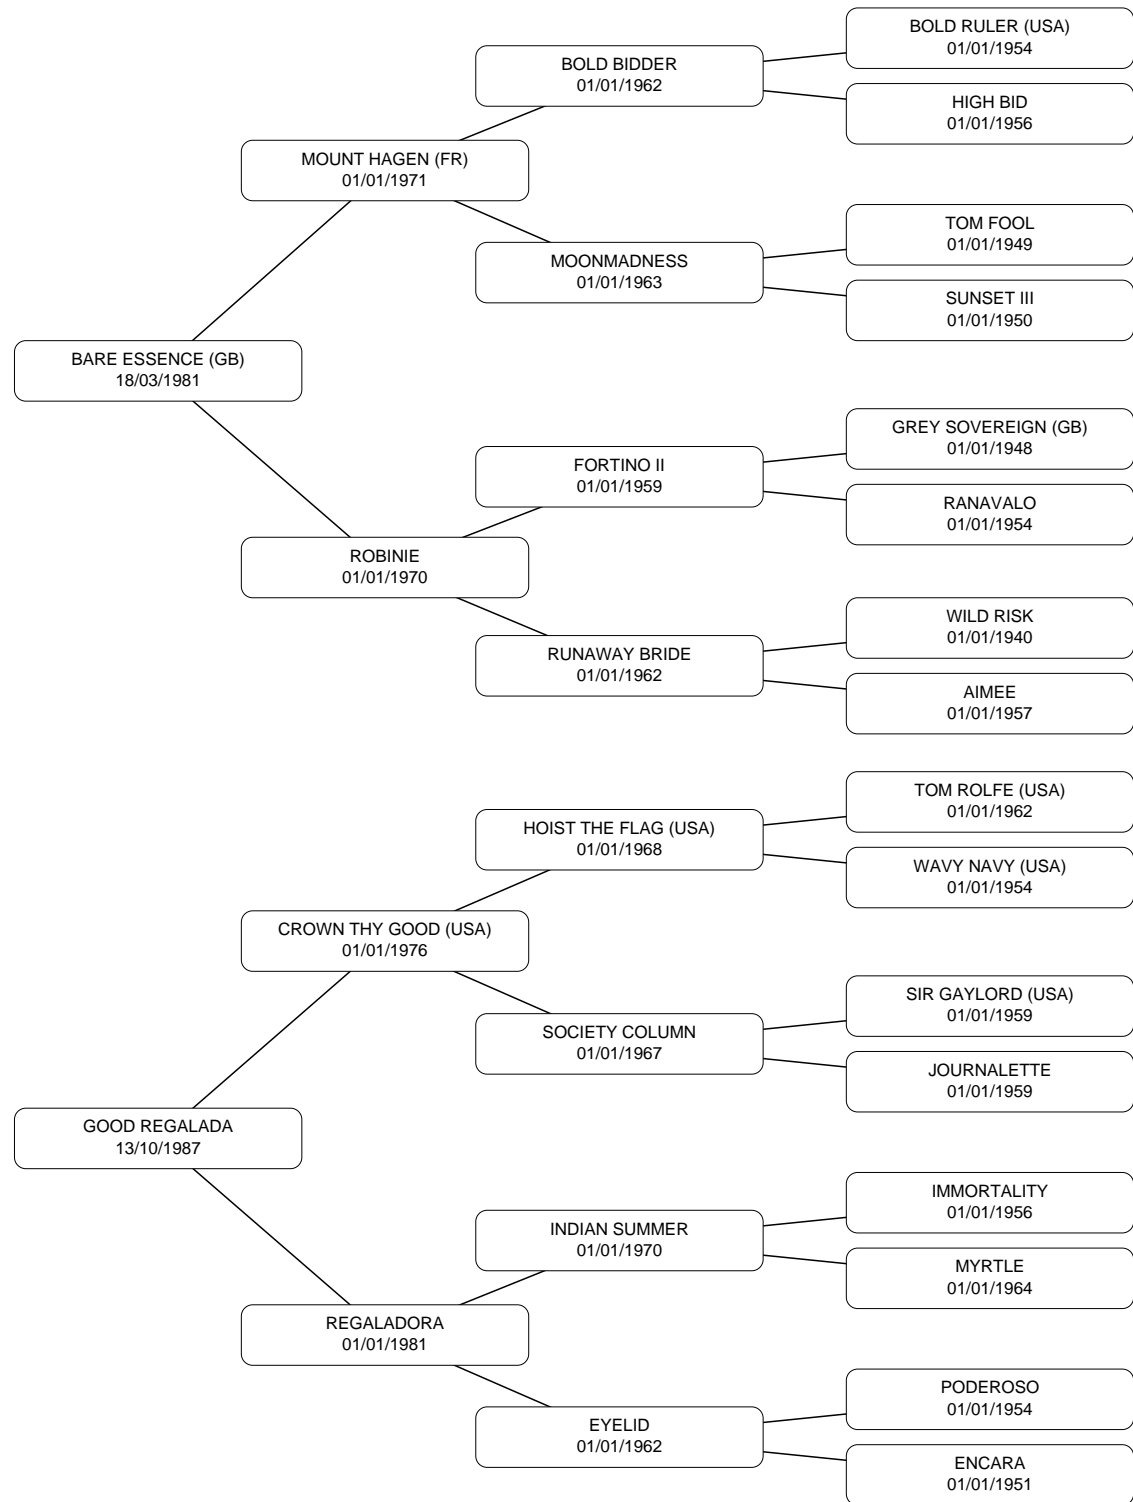 BOLD RULER (USA)
01/01/1954
BOLD BIDDER
01/01/1962
HIGH BID
01/01/1956
MOUNT HAGEN (FR)
01/01/1971
TOM FOOL
01/01/1949
MOONMADNESS
01/01/1963
SUNSET III
01/01/1950
BARE ESSENCE (GB)
18/03/1981
GREY SOVEREIGN (GB)
01/01/1948
FORTINO II
01/01/1959
RANAVALO
01/01/1954
ROBINIE
01/01/1970
WILD RISK
01/01/1940
RUNAWAY BRIDE
01/01/1962
AIMEE
01/01/1957
TOM ROLFE (USA)
01/01/1962
HOIST THE FLAG (USA)
01/01/1968
WAVY NAVY (USA)
01/01/1954
CROWN THY GOOD (USA)
01/01/1976
SIR GAYLORD (USA)
01/01/1959
SOCIETY COLUMN
01/01/1967
JOURNALETTE
01/01/1959
GOOD REGALADA
13/10/1987
IMMORTALITY
01/01/1956
INDIAN SUMMER
01/01/1970
MYRTLE
01/01/1964
REGALADORA
01/01/1981
PODEROSO
01/01/1954
EYELID
01/01/1962
ENCARA
01/01/1951